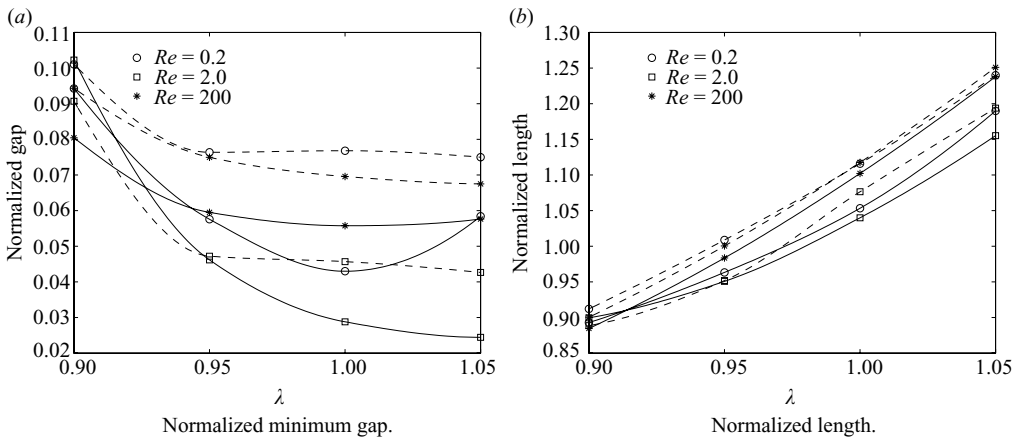 (a)
0.11
0.10
0.09
0.08
0.07
0.06
0.05
0.04
0.03
0.02
Normalized gap
Re = 0.2
Re = 2.0
Re = 200
0.90 0.95 1.00 1.05
λ
Normalized minimum gap.
(b)
1.30
1.25
1.20
1.15
1.10
1.05
1.00
0.95
0.90
0.85
Normalized length
Re = 0.2
Re = 2.0
Re = 200
0.90 0.95 1.00 1.05
λ
Normalized length.